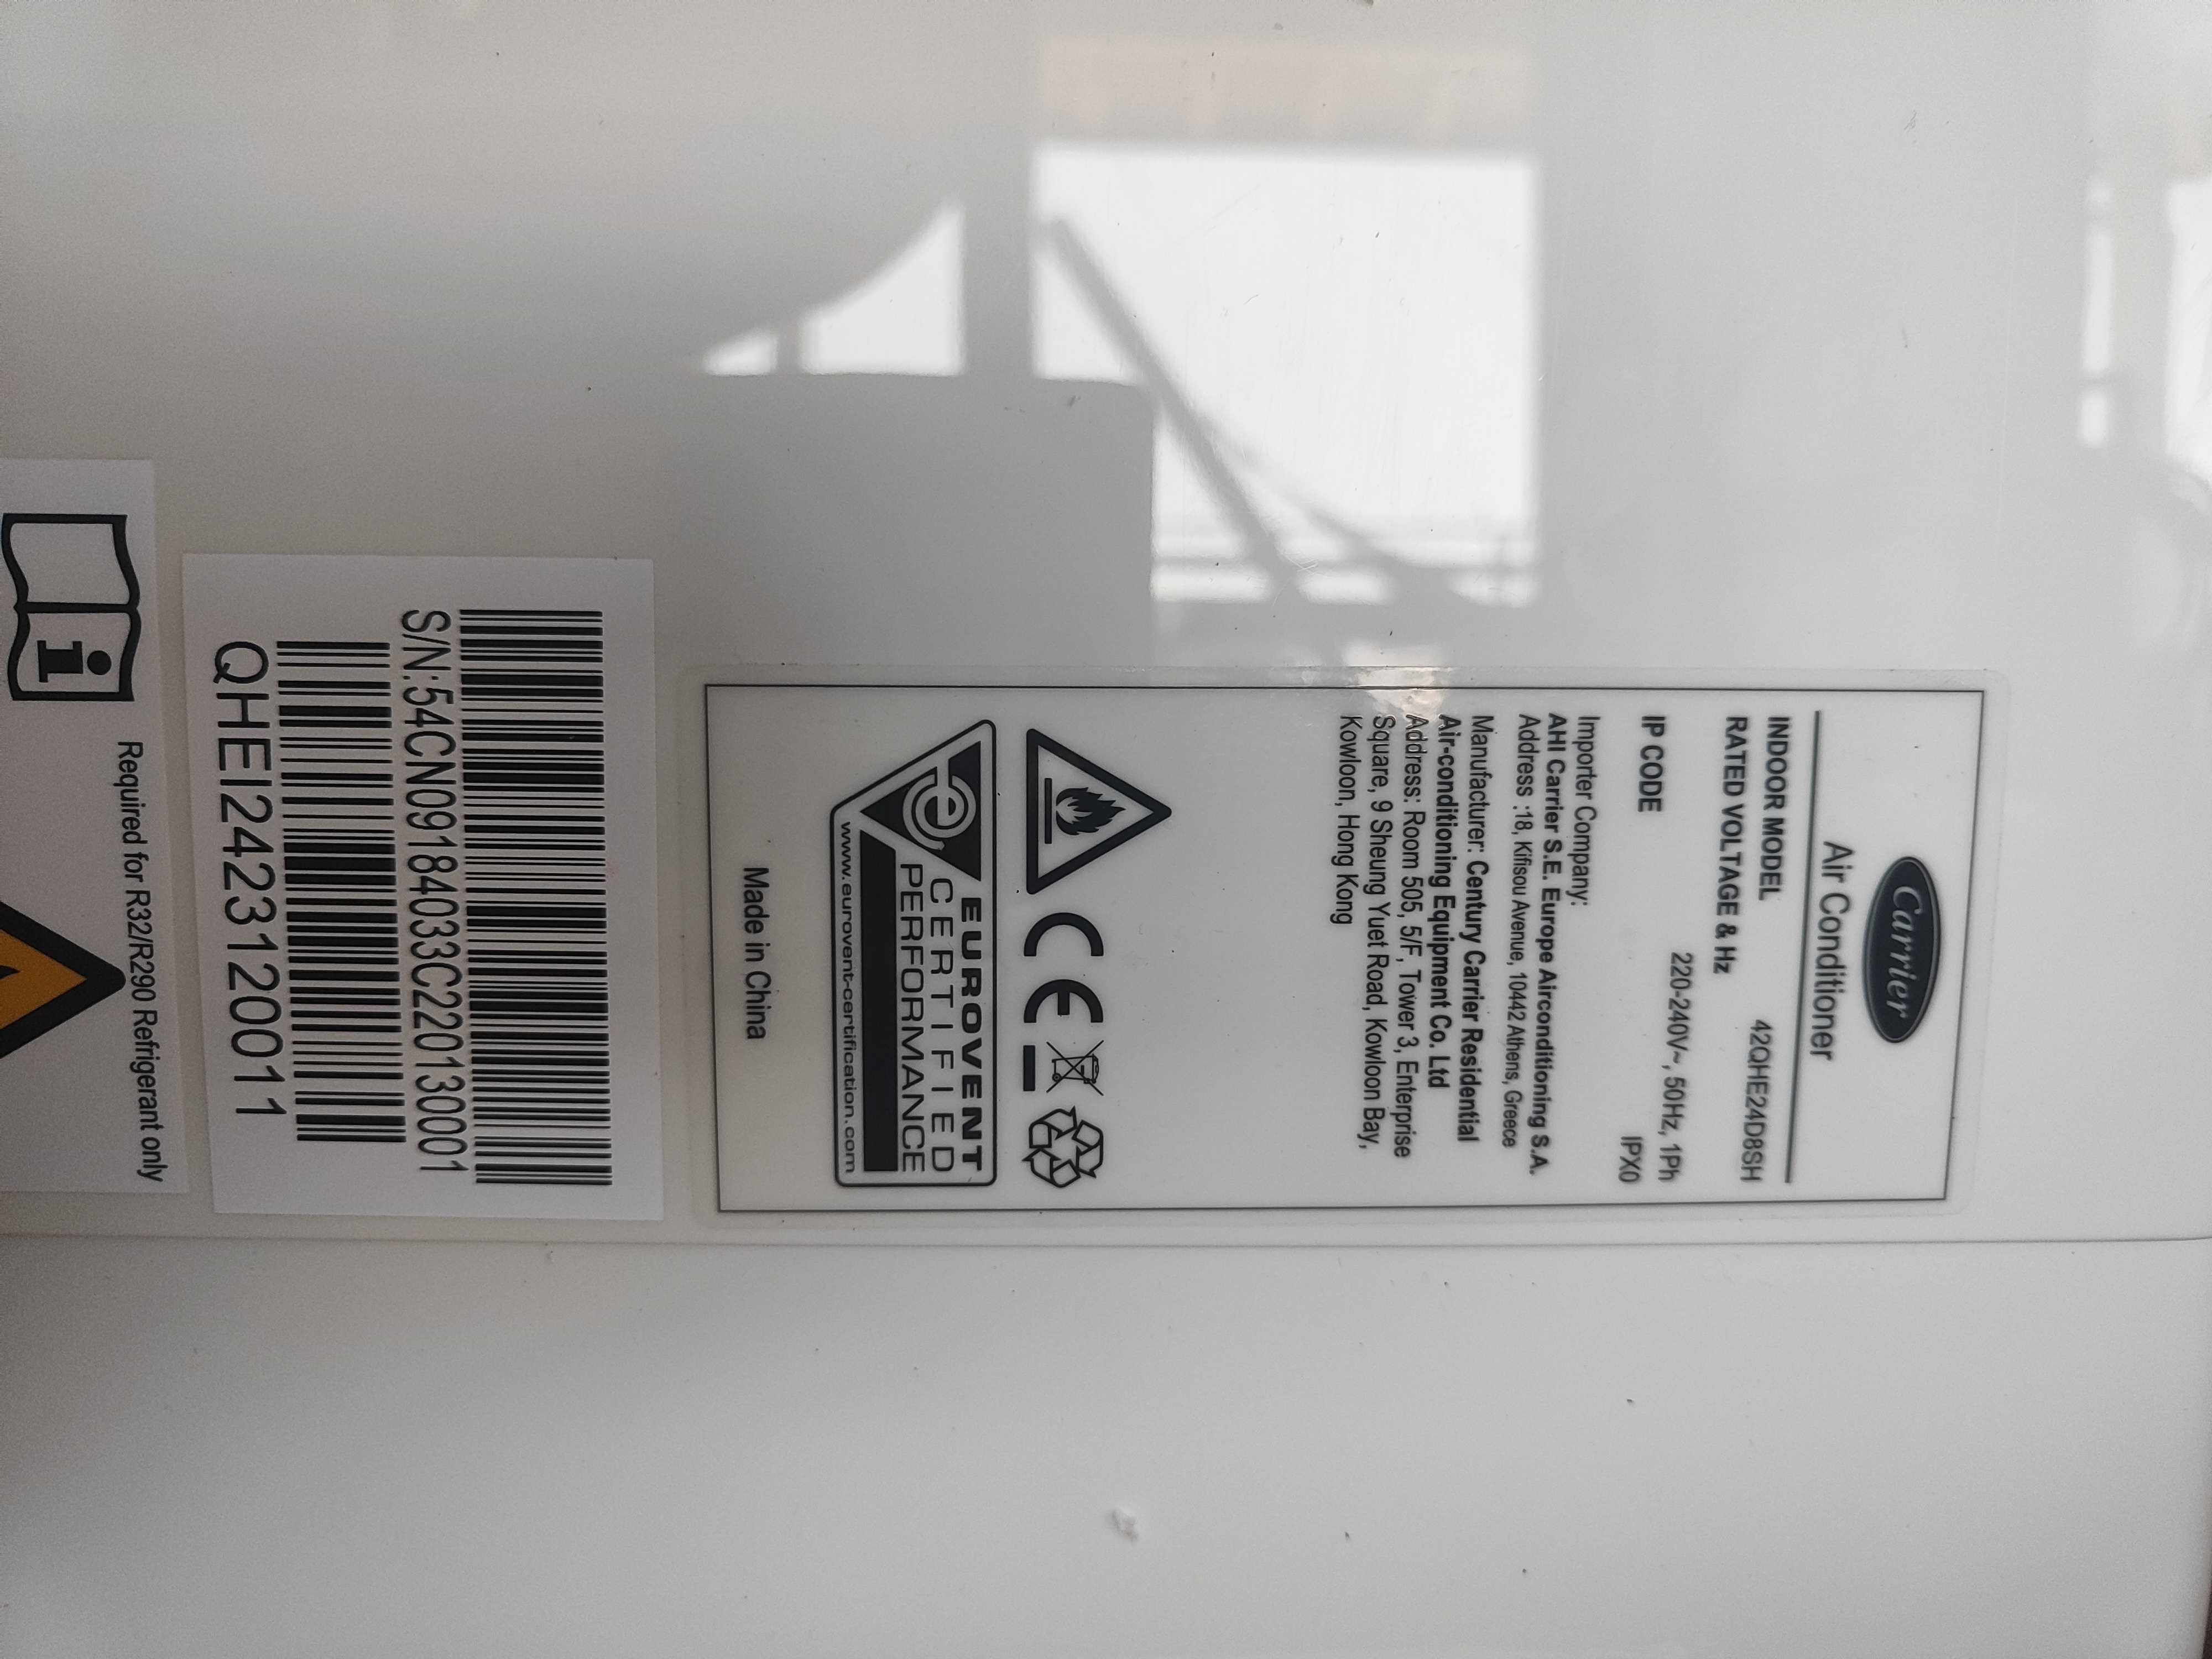 Carrier
Air Conditioner
INDOOR MODEL 42QHE24D8SH
RATED VOLTAGE & Hz
220-240V~, 50Hz, 1Ph
IP CODE IPX0
Importer Company:
AHI Carrier S.E. Europe Airconditioning S.A.
Address :18, Kifisou Avenue, 10442 Athens, Greece
Manufacturer: Century Carrier Residential
Air-conditioning Equipment Co. Ltd
Address: Room 505, 5/F, Tower 3, Enterprise
Square, 9 Sheung Yuet Road, Kowloon Bay,
Kowloon, Hong Kong
CE
EUROVENT
CERTIFIED
PERFORMANCE
www.eurovent-certification.com
Made in China
S/N:54CN09184033C220130001
QHEI2423120011
i
Required for R32/R290 Refrigerant only